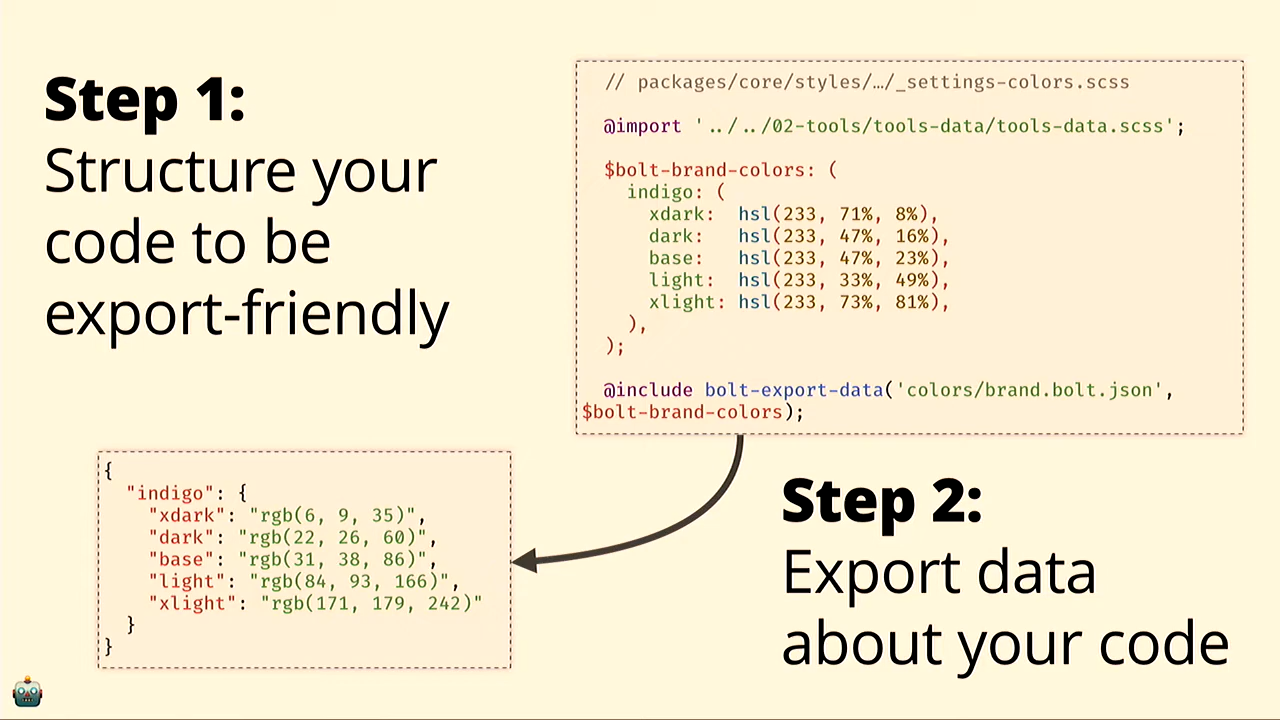 Step 1:
Structure your
code to be
export-friendly
// packages/core/styles/…/_settings-colors.scss
@import '../../02-tools/tools-data/tools-data.scss';
$bolt-brand-colors: (
indigo: (
xdark: hsl(233, 71%, 8%),
dark: hsl(233, 47%, 16%),
base: hsl(233, 47%, 23%),
light: hsl(233, 33%, 49%),
xlight: hsl(233, 73%, 81%),
),
);
@include bolt-export-data('colors/brand.bolt.json',
$bolt-brand-colors);
{
"indigo": {
"xdark": "rgb(6, 9, 35)",
"dark": "rgb(22, 26, 60)",
"base": "rgb(31, 38, 86)",
"light": "rgb(84, 93, 166)",
"xlight": "rgb(171, 179, 242)"
}
}
Step 2:
Export data
about your code